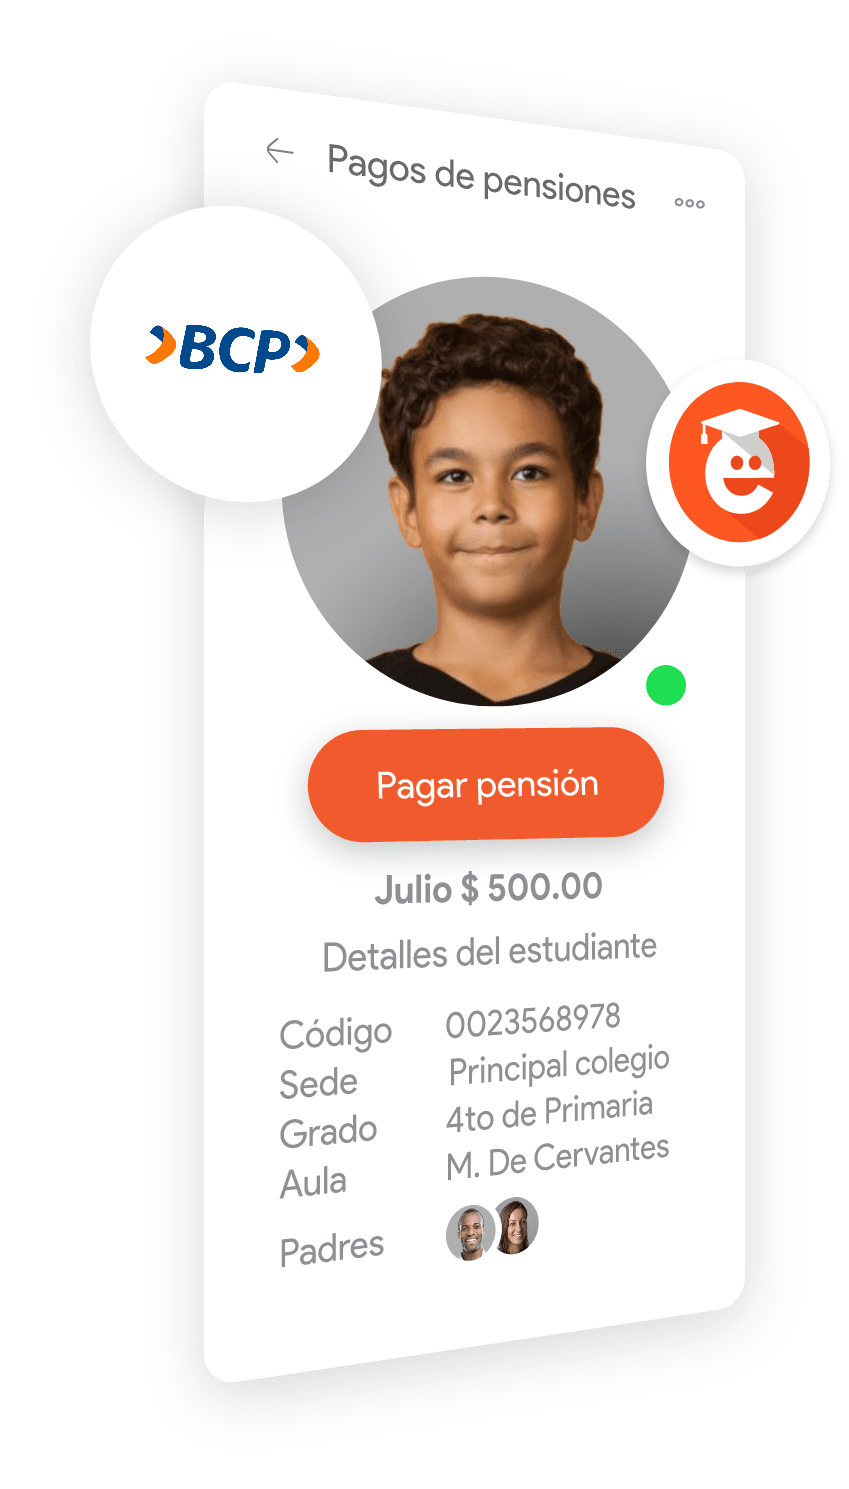 Pagos de pensiones
BCP
Pagar pensión
Julio $ 500.00
Detalles del estudiante
Código 0023568978
Sede Principal colegio
Grado 4to de Primaria
Aula M. De Cervantes
Padres